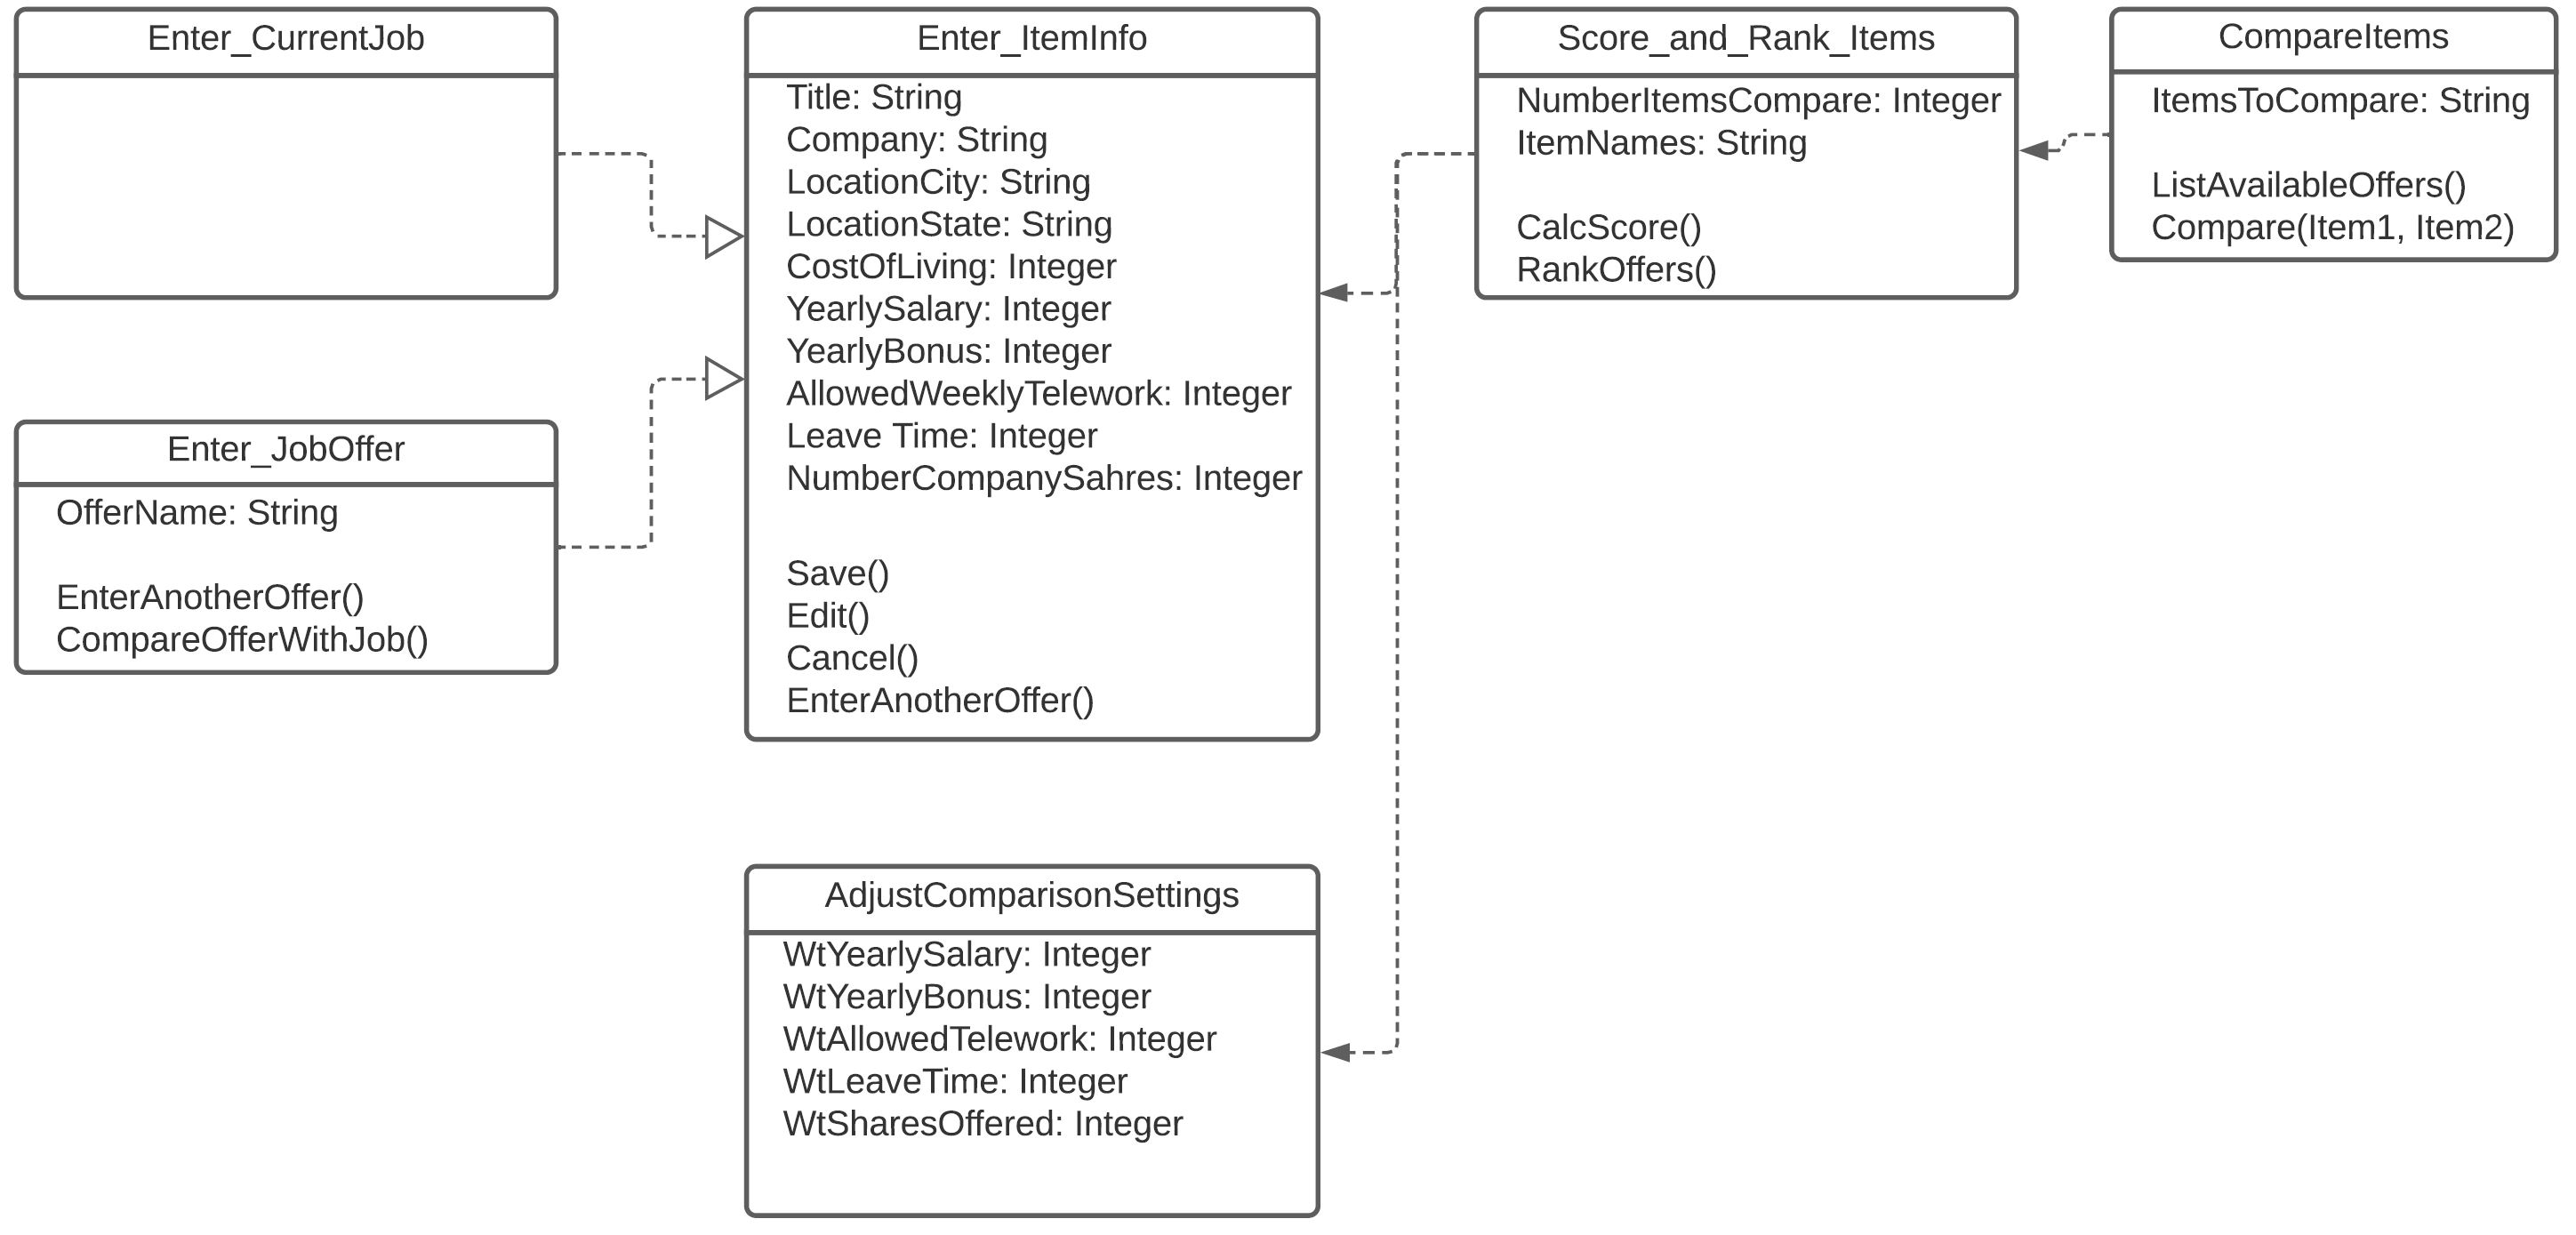 Enter_CurrentJob
Enter_JobOffer
OfferName: String
EnterAnotherOffer()
CompareOfferWithJob()
Enter_ItemInfo
Title: String
Company: String
LocationCity: String
LocationState: String
CostOfLiving: Integer
YearlySalary: Integer
YearlyBonus: Integer
AllowedWeeklyTelework: Integer
Leave Time: Integer
NumberCompanySahres: Integer
Save()
Edit()
Cancel()
EnterAnotherOffer()
AdjustComparisonSettings
WtYearlySalary: Integer
WtYearlyBonus: Integer
WtAllowedTelework: Integer
WtLeaveTime: Integer
WtSharesOffered: Integer
Score_and_Rank_Items
NumberItemsCompare: Integer
ItemNames: String
CalcScore()
RankOffers()
CompareItems
ItemsToCompare: String
ListAvailableOffers()
Compare(Item1, Item2)